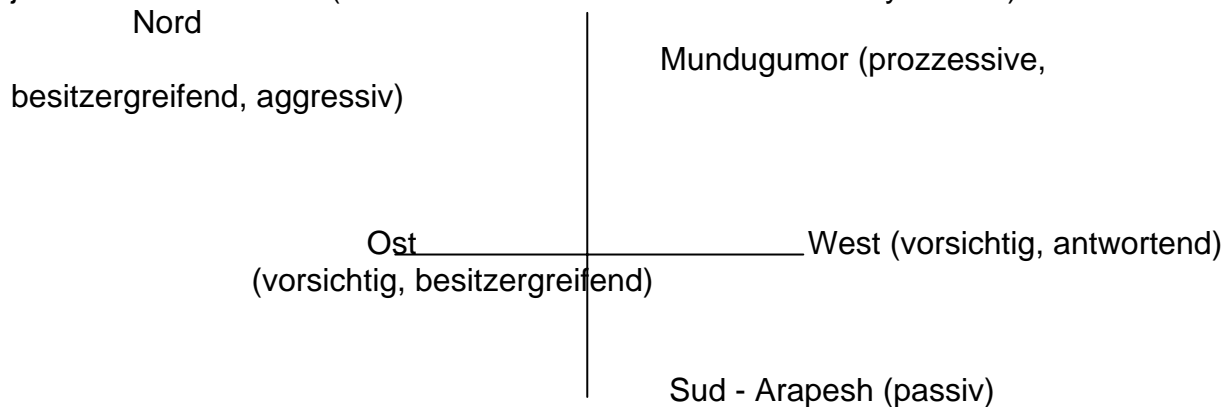 Nord
Mundugumor (prozzessive,
besitzergreifend, aggressiv)
Ost
West (vorsichtig, antwortend)
(vorsichtig, besitzergreifend)
Sud - Arapesh (passiv)